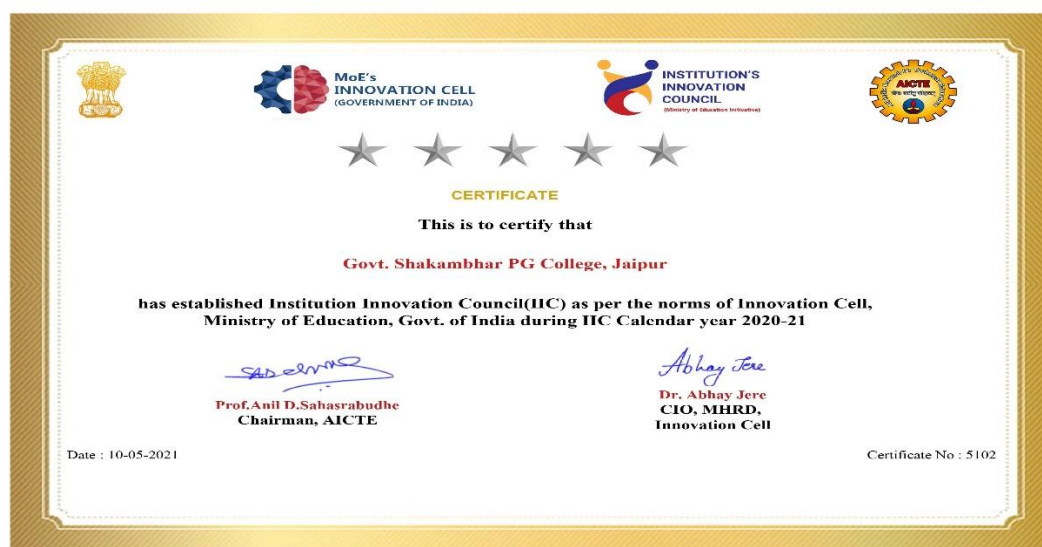 MoE's
INNOVATION CELL
(GOVERNMENT OF INDIA)
INSTITUTION'S
INNOVATION
COUNCIL
(Ministry of Education Initiative)
AICTE
CERTIFICATE
This is to certify that
Govt. Shakambhar PG College, Jaipur
has established Institution Innovation Council(IIC) as per the norms of Innovation Cell,
Ministry of Education, Govt. of India during IIC Calendar year 2020-21
Abhay Jere
Prof.Anil D.Sahasrabudhe
Chairman, AICTE
Dr. Abhay Jere
CIO, MHRD,
Innovation Cell
Date : 10-05-2021
Certificate No : 5102